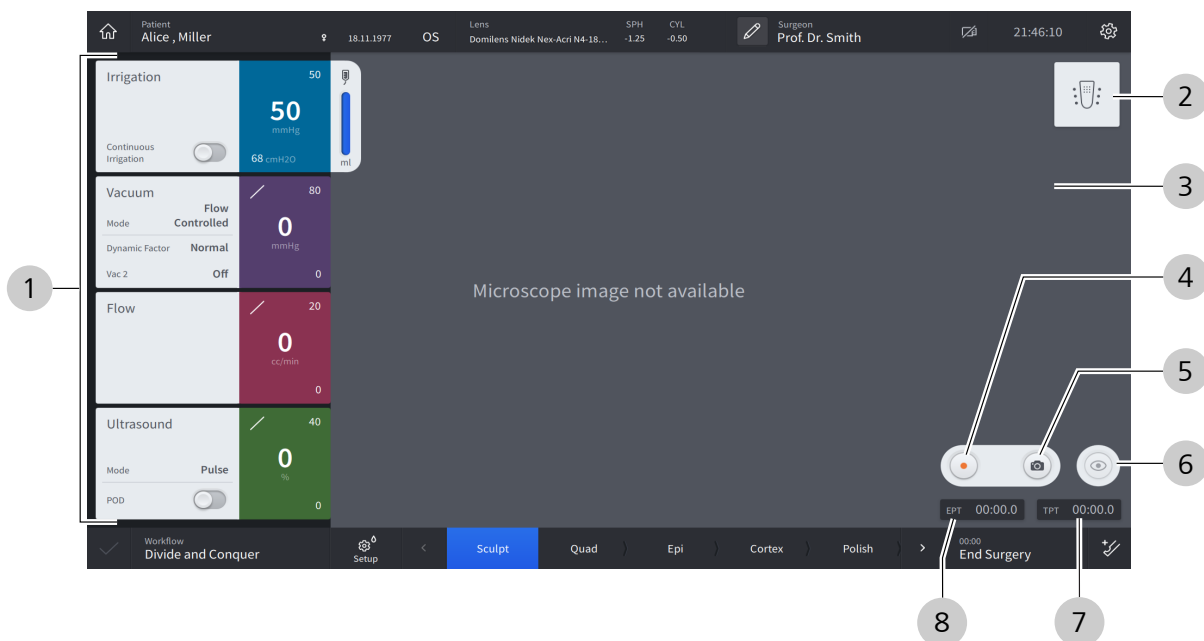 Patient
Alice , Miller
♀ 18.11.1977
OS
Lens
Domilens Nidek Nex-Acri N4-18...
SPH
-1.25
CYL
-0.50
Surgeon
Prof. Dr. Smith
21:46:10
Irrigation
Continuous
Irrigation
50
50
mmHg
68 cmH2O
ml
Vacuum
Mode
Flow
Controlled
Dynamic Factor Normal
Vac 2 Off
80
0
mmHg
0
Flow
20
0
cc/min
0
Ultrasound
Mode Pulse
POD
40
0
%
0
Microscope image not available
EPT 00:00.0
TPT 00:00.0
Workflow
Divide and Conquer
Setup
Sculpt
Quad
Epi
Cortex
Polish
00:00
End Surgery
1
2
3
4
5
6
7
8